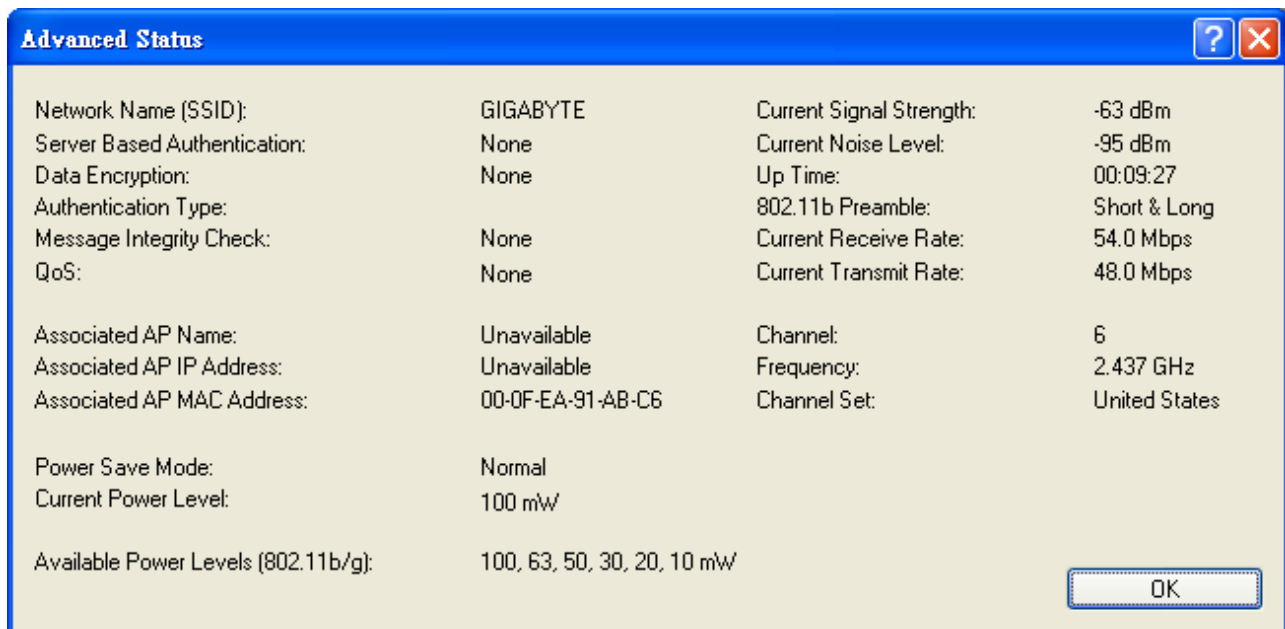 Advanced Status
Network Name (SSID): GIGABYTE Current Signal Strength: -63 dBm
Server Based Authentication: None Current Noise Level: -95 dBm
Data Encryption: None Up Time: 00:09:27
Authentication Type: 802.11b Preamble: Short & Long
Message Integrity Check: None Current Receive Rate: 54.0 Mbps
QoS: None Current Transmit Rate: 48.0 Mbps
Associated AP Name: Unavailable Channel: 6
Associated AP IP Address: Unavailable Frequency: 2.437 GHz
Associated AP MAC Address: 00-0F-EA-91-AB-C6 Channel Set: United States
Power Save Mode: Normal
Current Power Level: 100 mW
Available Power Levels (802.11b/g): 100, 63, 50, 30, 20, 10 mW
OK